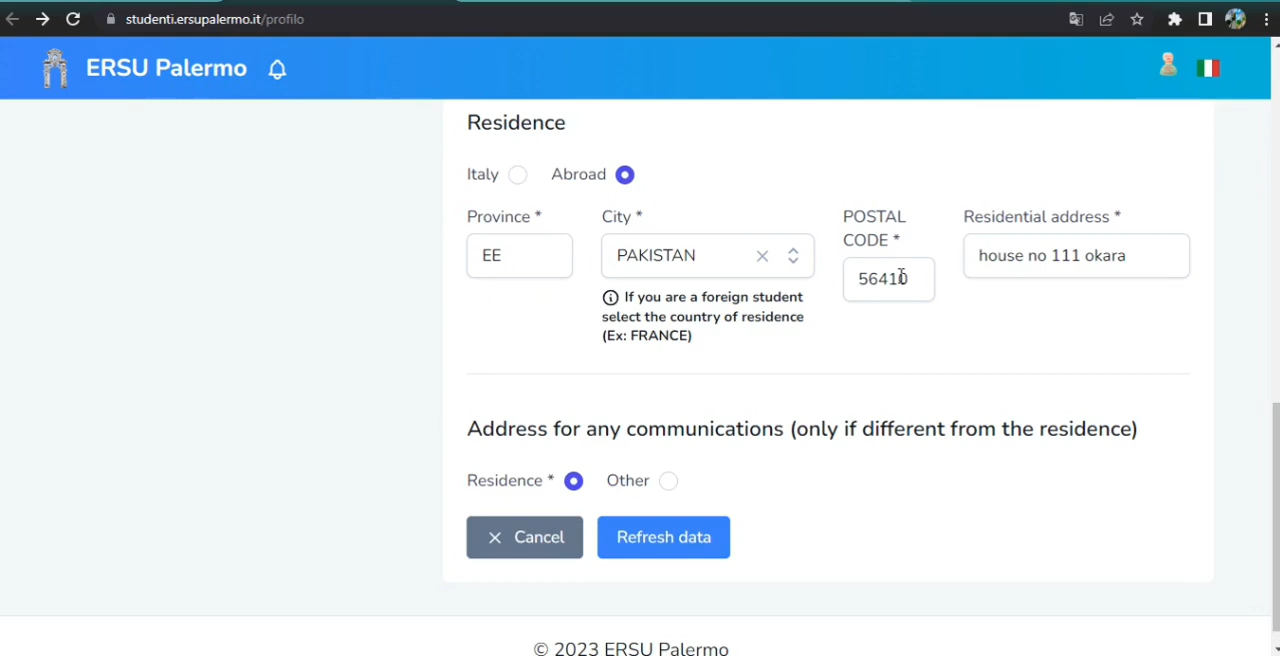 studenti.ersupalermo.it/profilo
ERSU Palermo
Residence
Italy Abroad
Province * City * POSTAL CODE * Residential address *
EE PAKISTAN 56410 house no 111 okara
If you are a foreign student
select the country of residence
(Ex: FRANCE)
Address for any communications (only if different from the residence)
Residence * Other
Cancel Refresh data
© 2023 ERSU Palermo